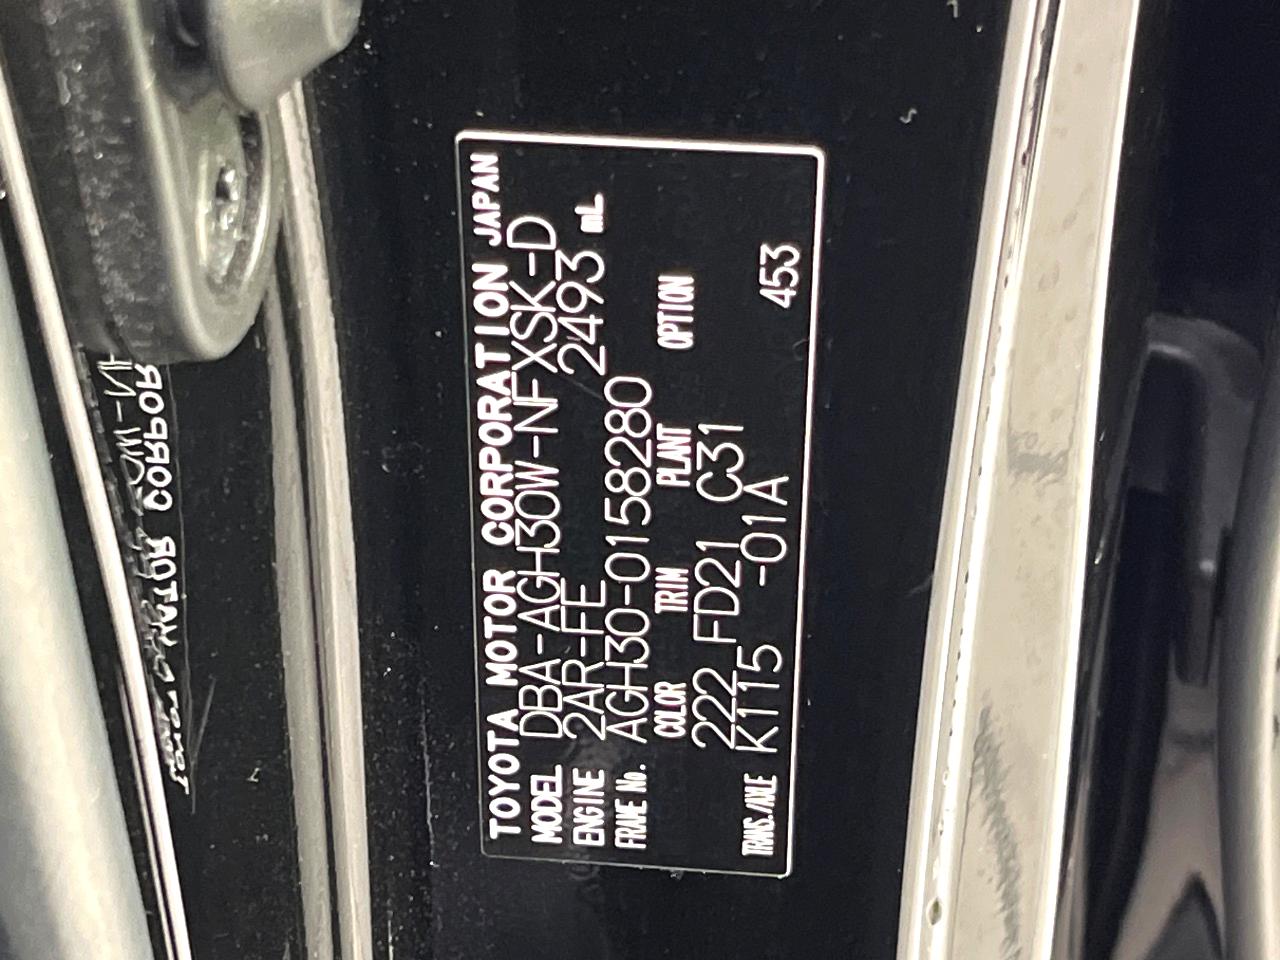 TOYOTA MOTOR CORPORATION JAPAN
MODEL DBA-AGH30W-NFXSK-D
ENGINE 2AR-FE 2493 mL
FRAME No. AGH30-0158280
COLOR TRIM PLANT OPTION
222 FD21 C31
TRANS./AXLE K115 -01A 453